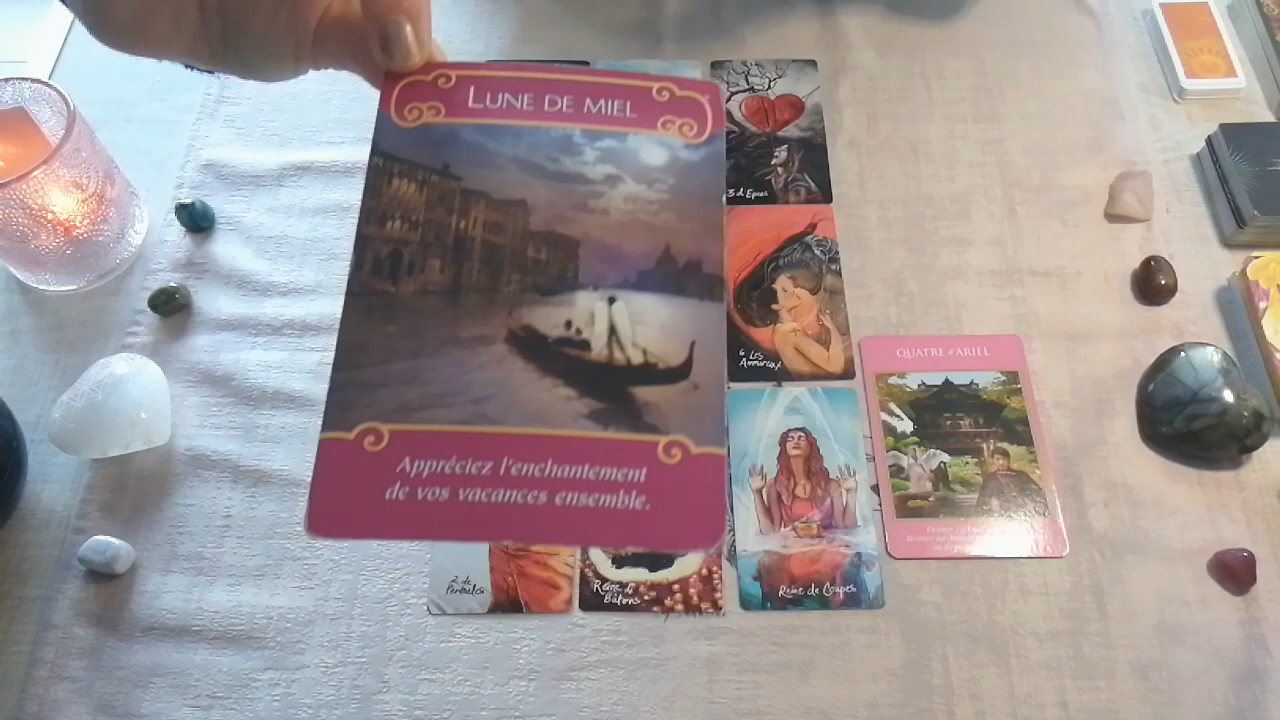 LUNE DE MIEL
Appréciez l'enchantement
de vos vacances ensemble.
3 d Epees
6 Les
Amoureux
QUATRE d'ARIEL
2 de
Pentacles
Reine de
Bâtons
Reine de Coupes